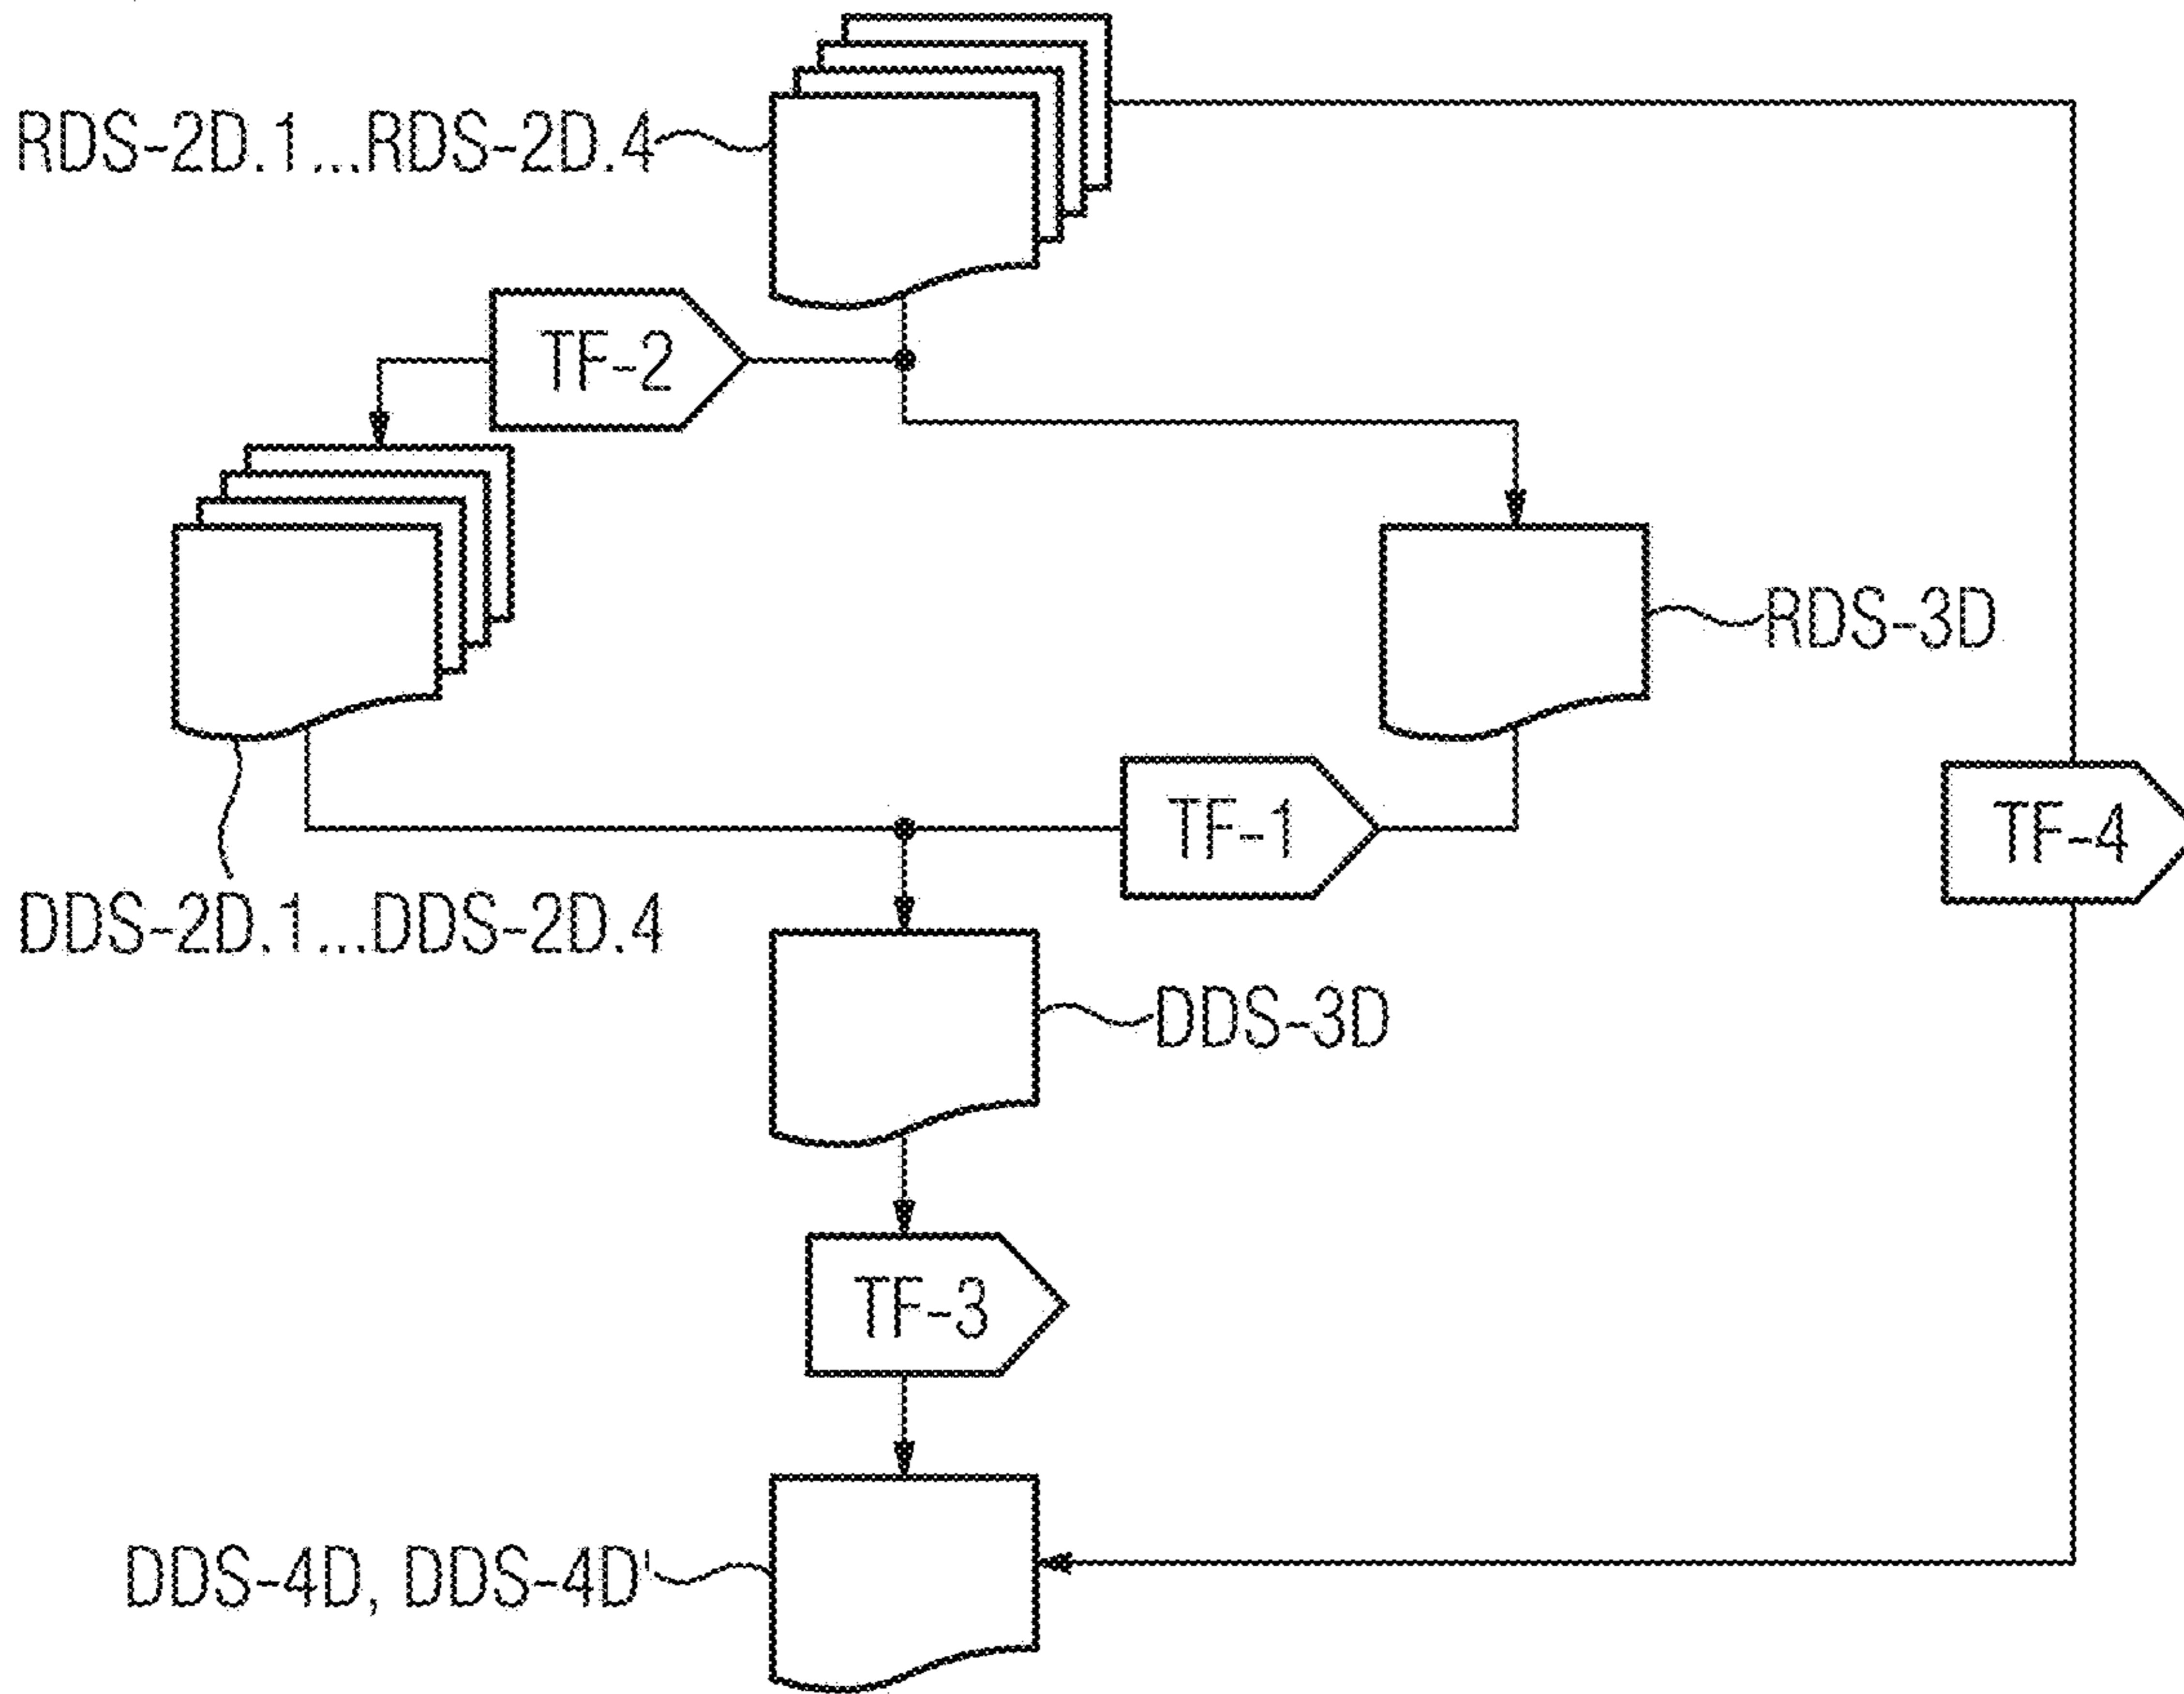 RDS-2D.1...RDS-2D.4
TF-2
RDS-3D
TF-1
TF-4
DDS-2D.1...DDS-2D.4
DDS-3D
TF-3
DDS-4D, DDS-4D'